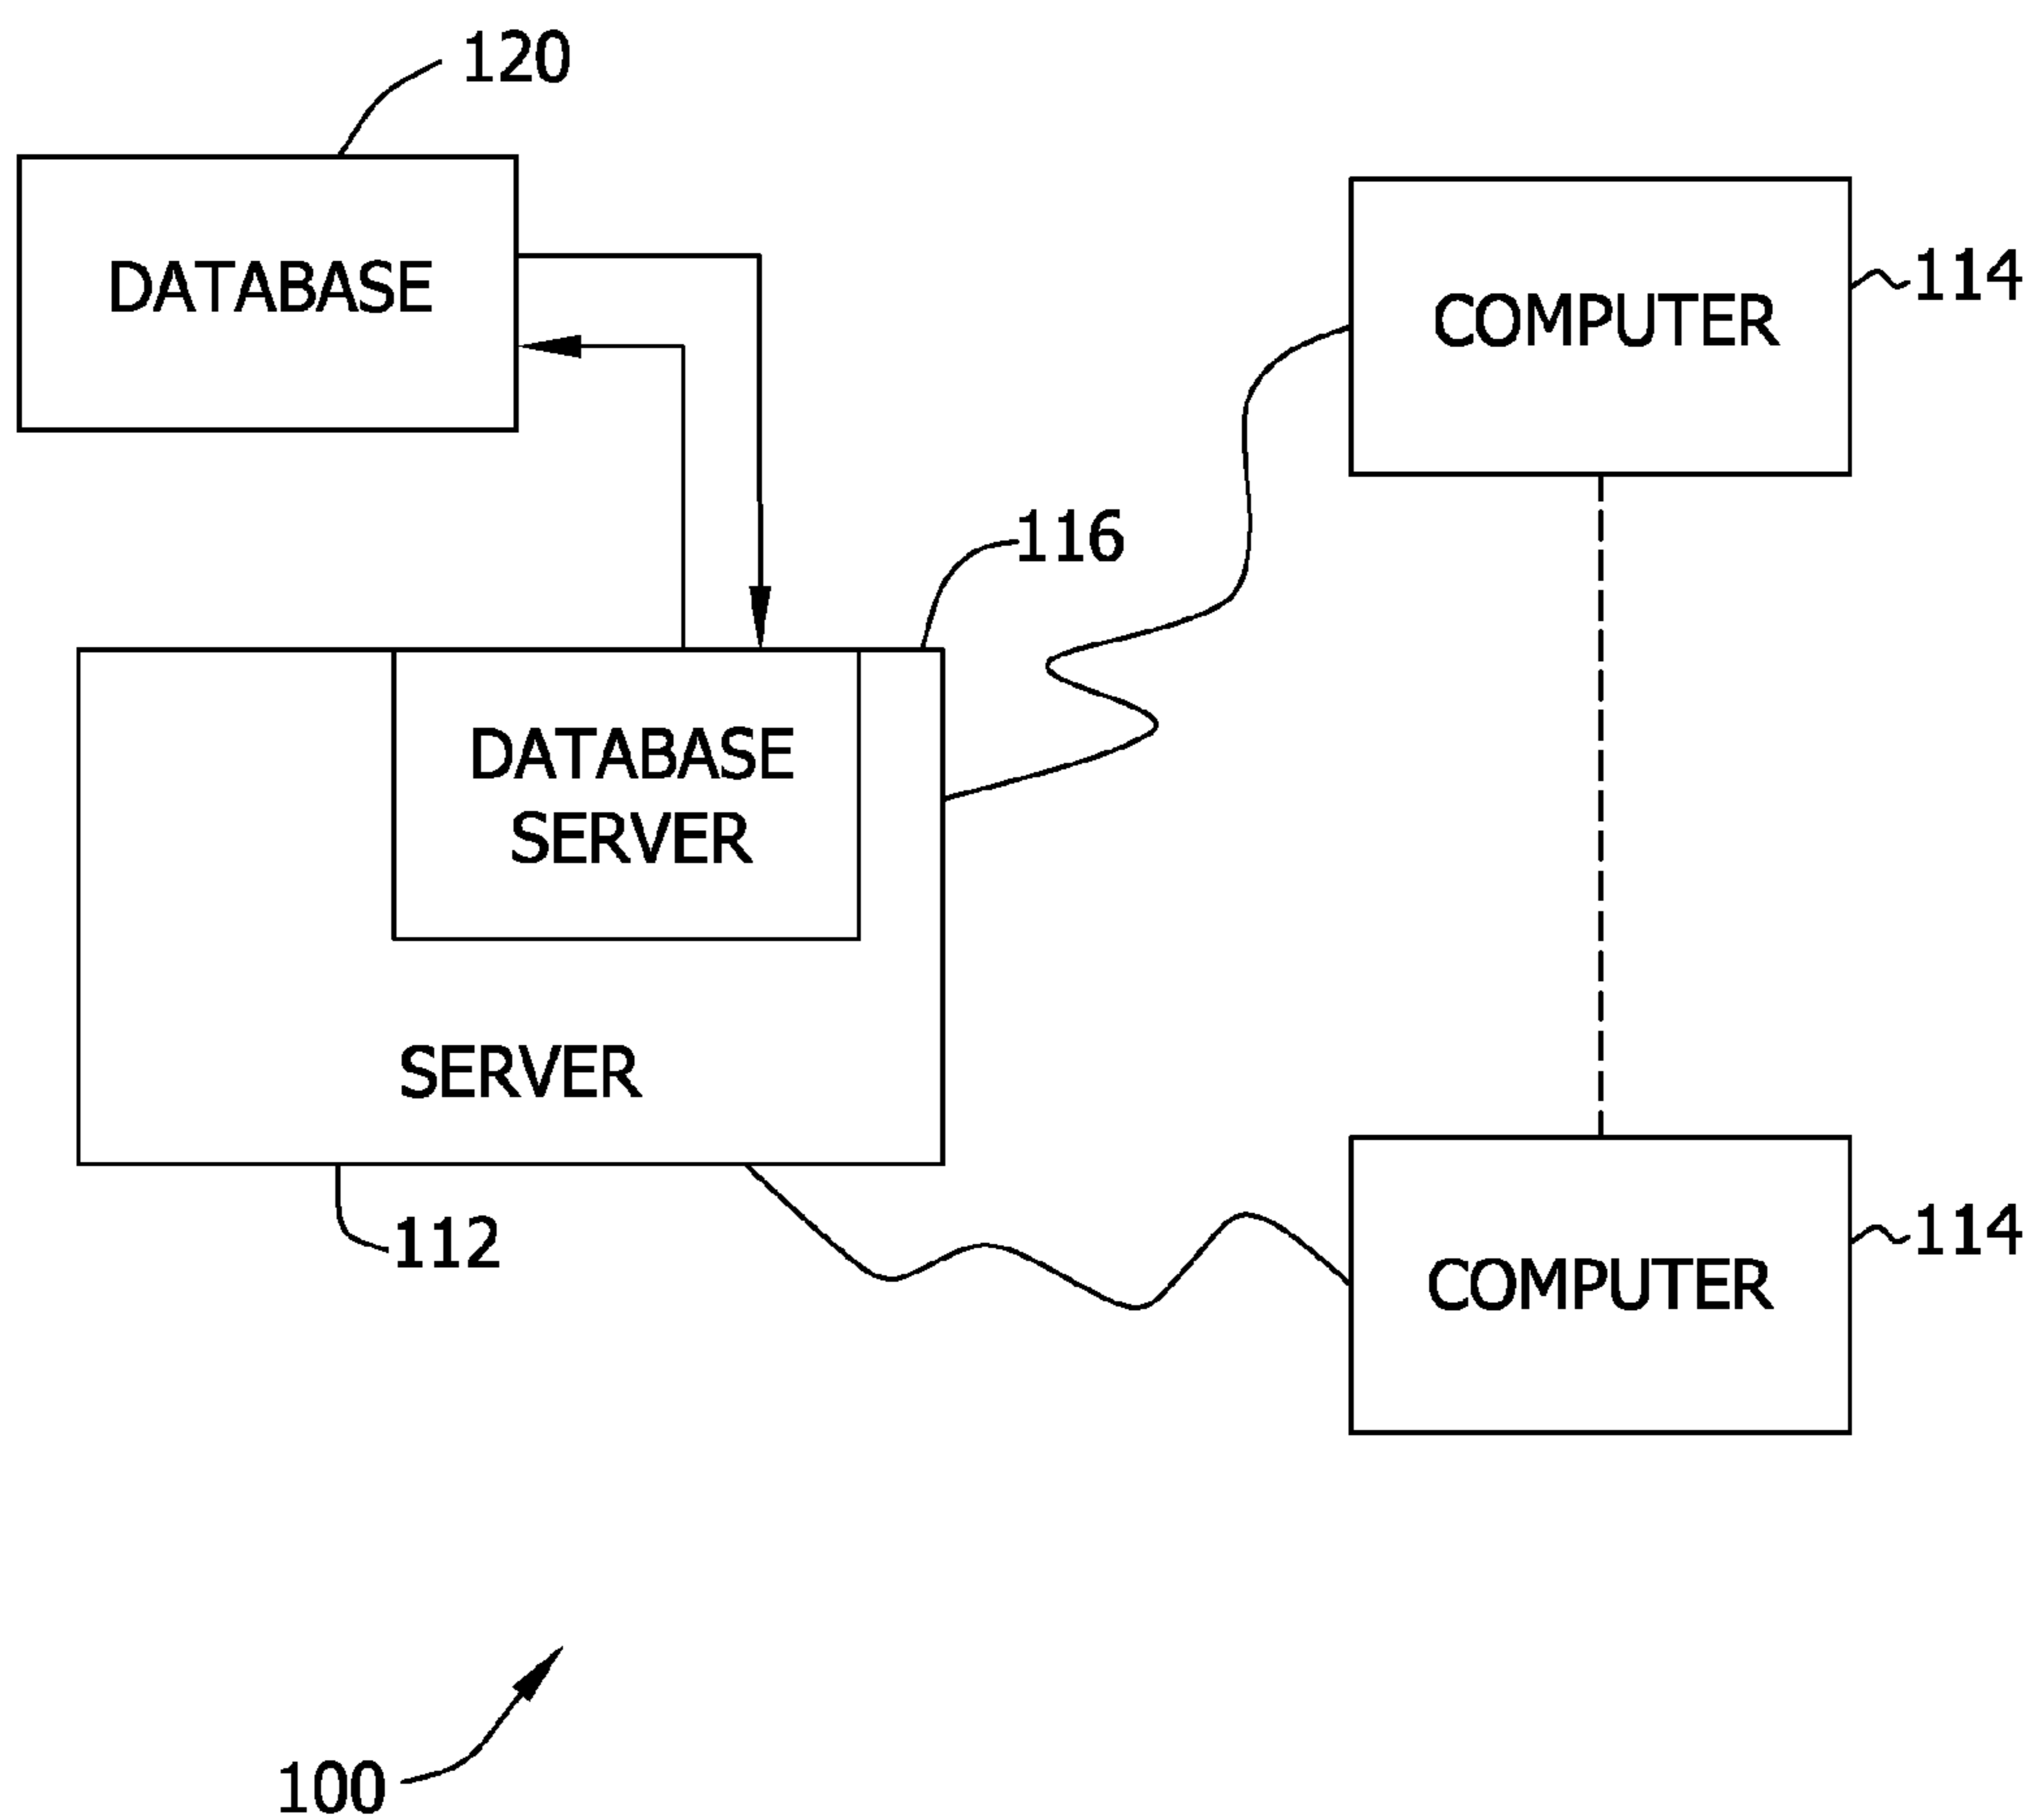 120
DATABASE
COMPUTER
114
116
DATABASE
SERVER
SERVER
112
COMPUTER
114
100